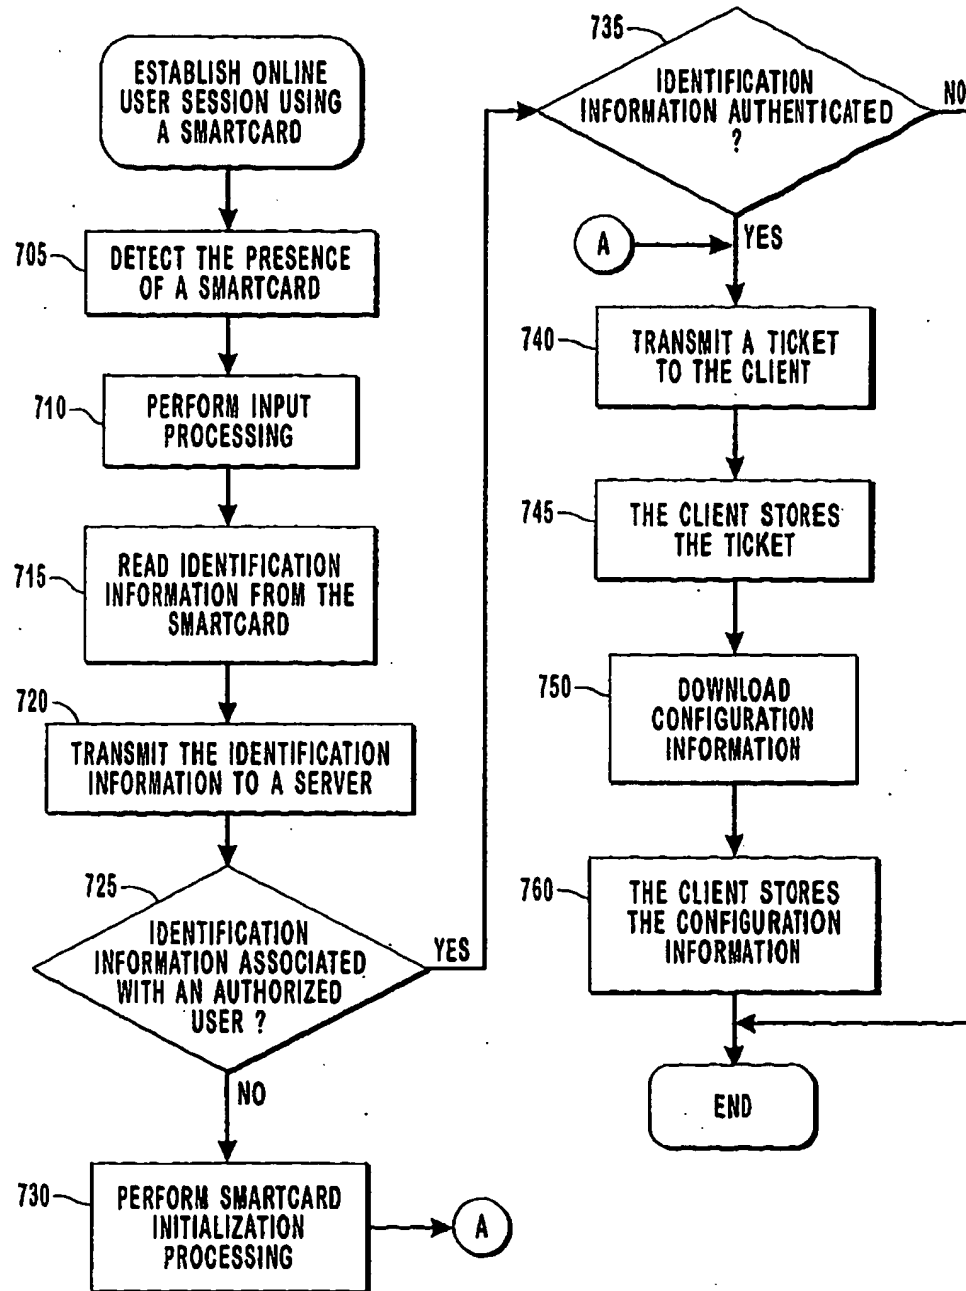 ESTABLISH ONLINE
USER SESSION USING
A SMARTCARD
705
DETECT THE PRESENCE
OF A SMARTCARD
710
PERFORM INPUT
PROCESSING
715
READ IDENTIFICATION
INFORMATION FROM THE
SMARTCARD
720
TRANSMIT THE IDENTIFICATION
INFORMATION TO A SERVER
725
IDENTIFICATION
INFORMATION ASSOCIATED
WITH AN AUTHORIZED
USER ?
YES
NO
730
PERFORM SMARTCARD
INITIALIZATION
PROCESSING
A
735
IDENTIFICATION
INFORMATION AUTHENTICATED
?
NO
A
YES
740
TRANSMIT A TICKET
TO THE CLIENT
745
THE CLIENT STORES
THE TICKET
750
DOWNLOAD
CONFIGURATION
INFORMATION
760
THE CLIENT STORES
THE CONFIGURATION
INFORMATION
END